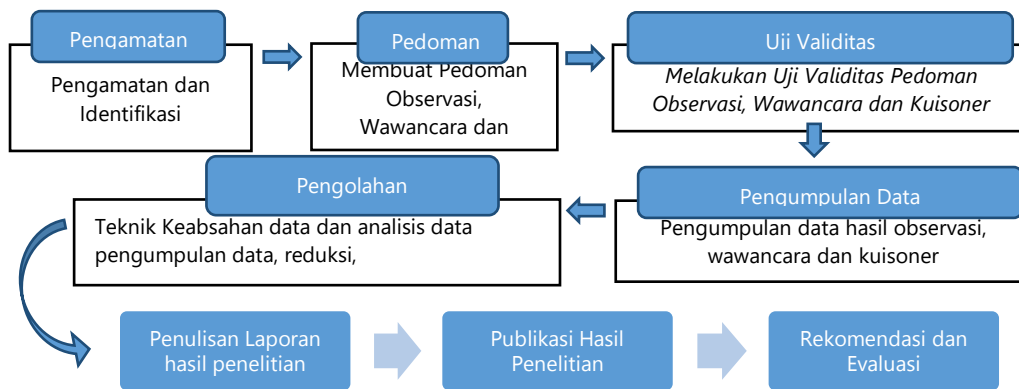 Pengamatan
Pengamatan dan
Identifikasi
Pedoman
Membuat Pedoman
Observasi,
Wawancara dan
Uji Validitas
Melakukan Uji Validitas Pedoman
Observasi, Wawancara dan Kuisoner
Pengumpulan Data
Pengumpulan data hasil observasi,
wawancara dan kuisoner
Pengolahan
Teknik Keabsahan data dan analisis data
pengumpulan data, reduksi,
Penulisan Laporan
hasil penelitian
Publikasi Hasil
Penelitian
Rekomendasi dan
Evaluasi